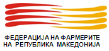 ФЕДЕРАЦИЈА НА ФАРМЕРИТЕ
НА РЕПУБЛИКА МАКЕДОНИЈА